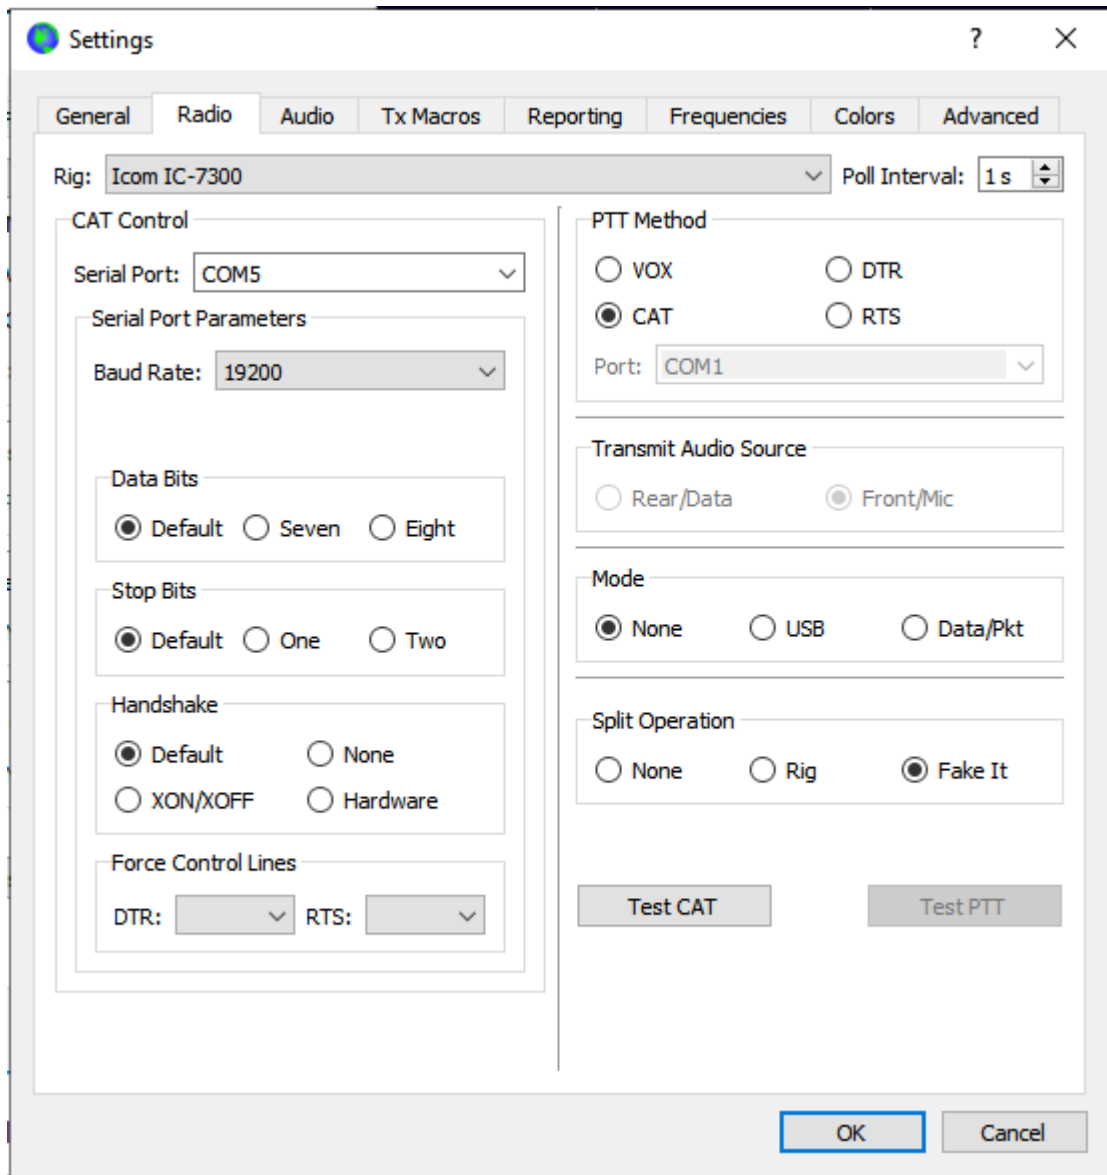 Settings
General Radio Audio Tx Macros Reporting Frequencies Colors Advanced
Rig: Icom IC-7300 Poll Interval: 1 s
CAT Control
Serial Port: COM5
Serial Port Parameters
Baud Rate: 19200
Data Bits
Default Seven Eight
Stop Bits
Default One Two
Handshake
Default None
XON/XOFF Hardware
Force Control Lines
DTR: RTS:
PTT Method
VOX DTR
CAT RTS
Port: COM1
Transmit Audio Source
Rear/Data Front/Mic
Mode
None USB Data/Pkt
Split Operation
None Rig Fake It
Test CAT Test PTT
OK Cancel